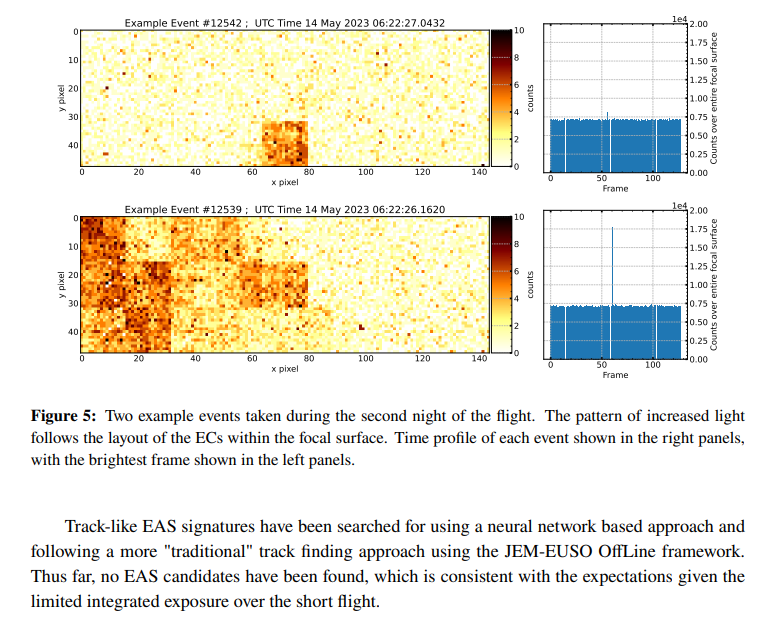 Example Event #12542 ;  UTC Time 14 May 2023 06:22:27.0432
0
10
20
30
40
y pixel
0 20 40 60 80 100 120 140
x pixel
10
8
6
4
2
0
counts
1e4
2.00
1.75
1.50
1.25
1.00
0.75
0.50
0.25
0.00
Counts over entire focal surface
0 50 100
Frame
Example Event #12539 ;  UTC Time 14 May 2023 06:22:26.1620
0
10
20
30
40
y pixel
0 20 40 60 80 100 120 140
x pixel
10
8
6
4
2
0
counts
1e4
2.00
1.75
1.50
1.25
1.00
0.75
0.50
0.25
0.00
Counts over entire focal surface
0 50 100
Frame
Figure 5: Two example events taken during the second night of the flight. The pattern of increased light
follows the layout of the ECs within the focal surface. Time profile of each event shown in the right panels,
with the brightest frame shown in the left panels.
Track-like EAS signatures have been searched for using a neural network based approach and
following a more "traditional" track finding approach using the JEM-EUSO OffLine framework.
Thus far, no EAS candidates have been found, which is consistent with the expectations given the
limited integrated exposure over the short flight.